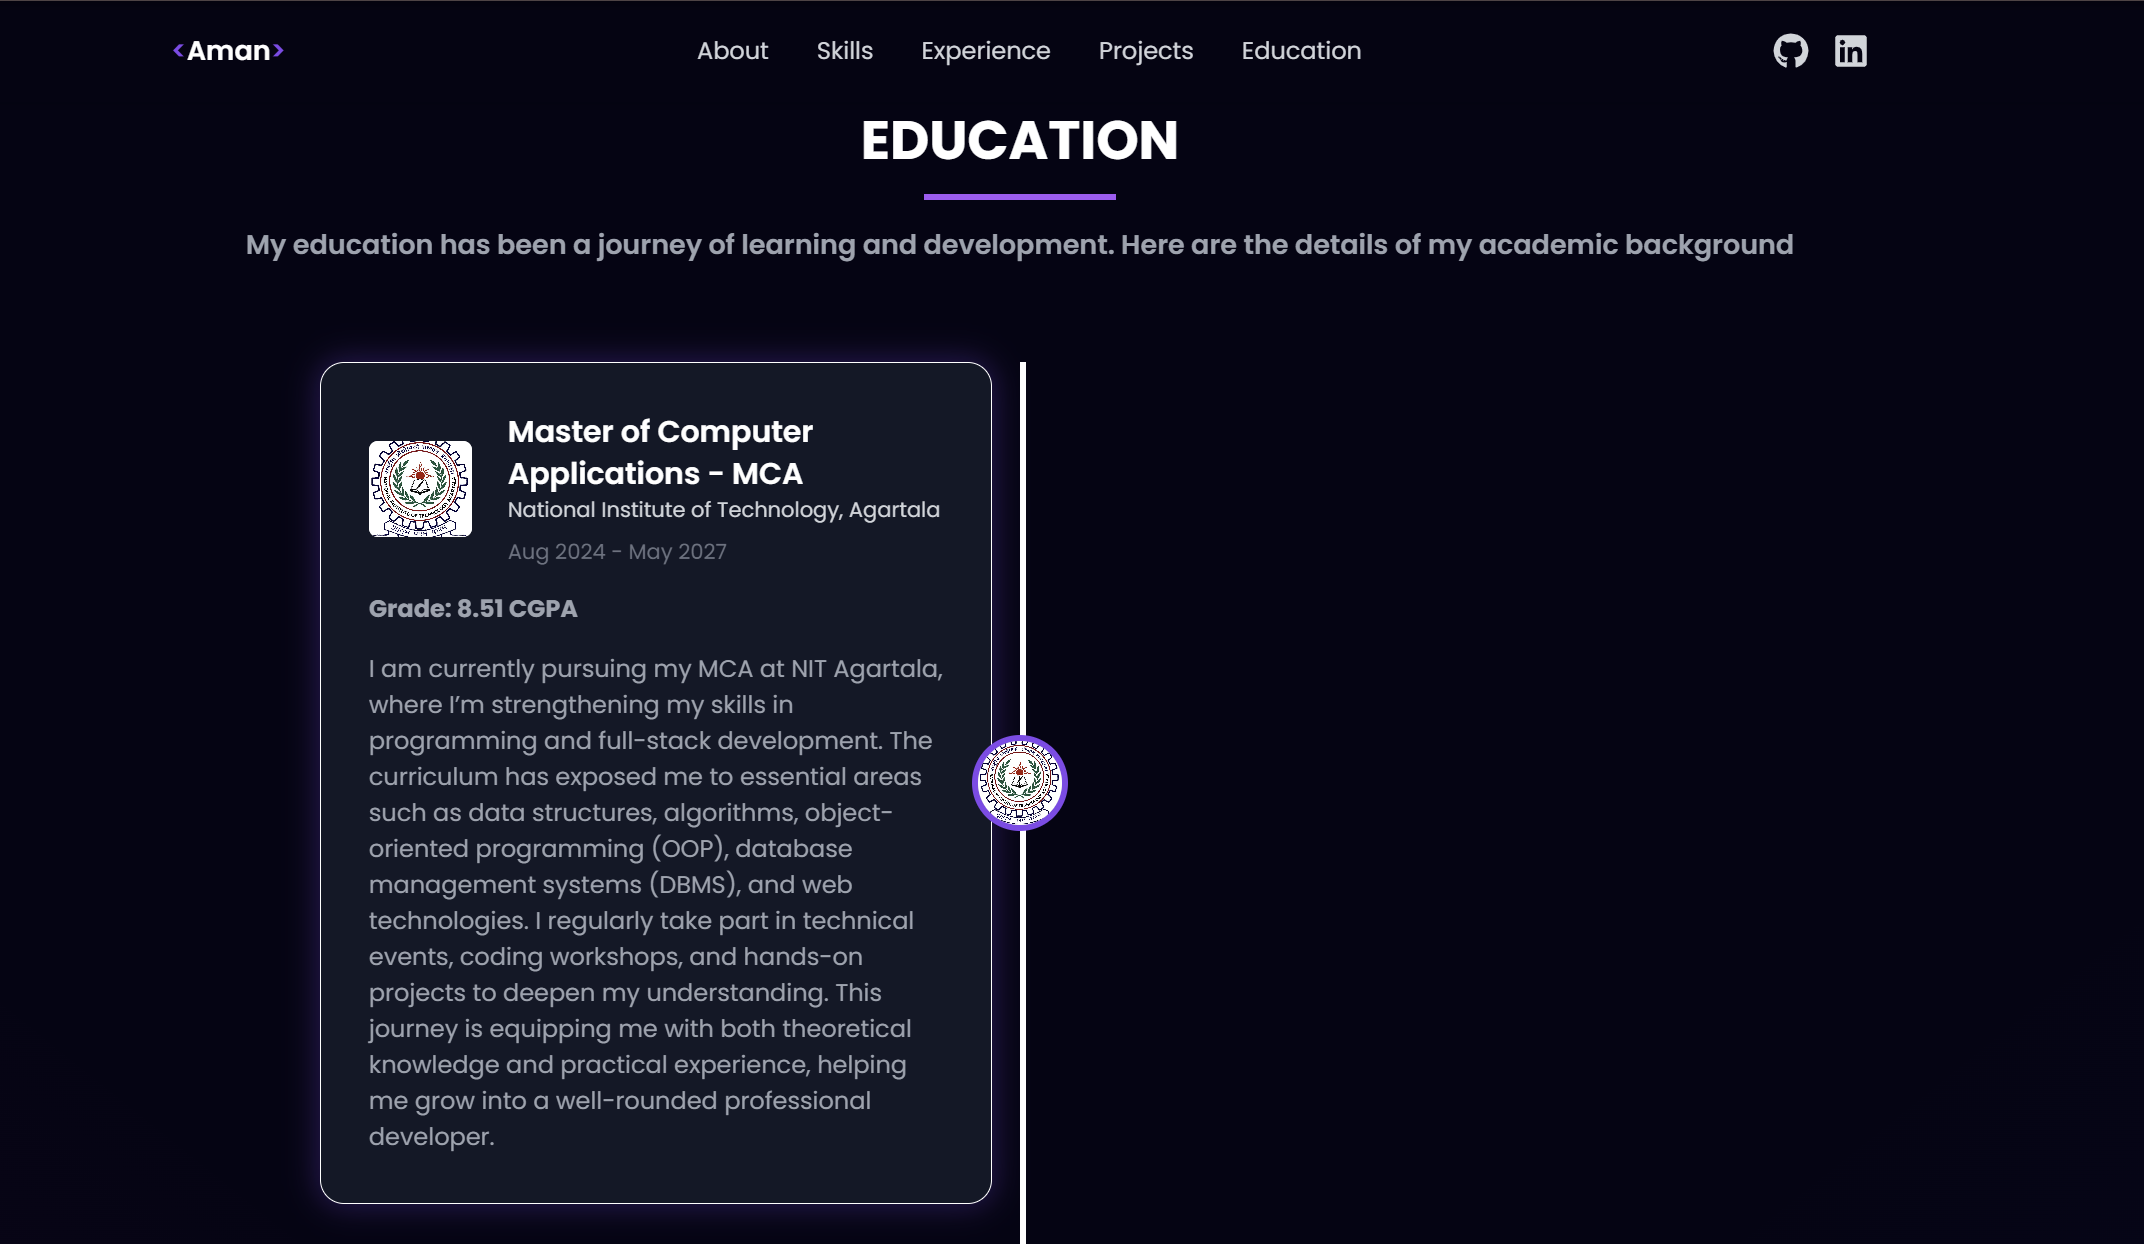 <Aman>
About Skills Experience Projects Education
EDUCATION
My education has been a journey of learning and development. Here are the details of my academic background
Master of Computer
Applications - MCA
National Institute of Technology, Agartala
Aug 2024 - May 2027
Grade: 8.51 CGPA
I am currently pursuing my MCA at NIT Agartala,
where I’m strengthening my skills in
programming and full-stack development. The
curriculum has exposed me to essential areas
such as data structures, algorithms, object-
oriented programming (OOP), database
management systems (DBMS), and web
technologies. I regularly take part in technical
events, coding workshops, and hands-on
projects to deepen my understanding. This
journey is equipping me with both theoretical
knowledge and practical experience, helping
me grow into a well-rounded professional
developer.